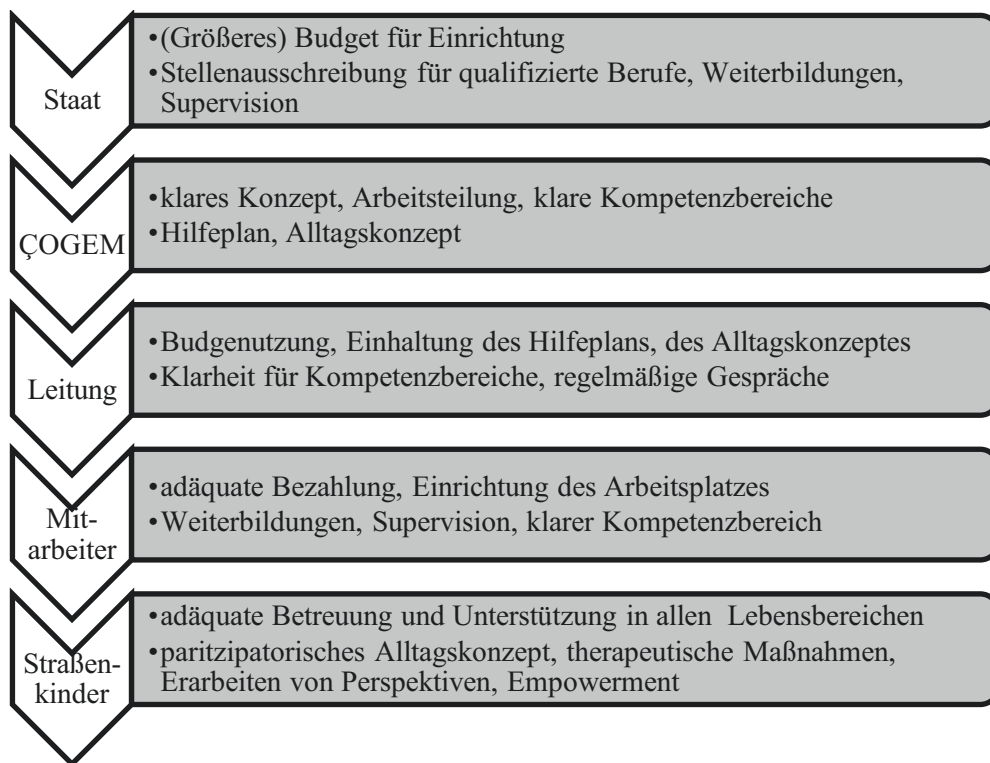 Staat
•(Größeres) Budget für Einrichtung
•Stellenausschreibung für qualifizierte Berufe, Weiterbildungen,
Supervision
ÇOGEM
•klares Konzept, Arbeitsteilung, klare Kompetenzbereiche
•Hilfeplan, Alltagskonzept
Leitung
•Budgenutzung, Einhaltung des Hilfeplans, des Alltagskonzeptes
•Klarheit für Kompetenzbereiche, regelmäßige Gespräche
Mit-
arbeiter
•adäquate Bezahlung, Einrichtung des Arbeitsplatzes
•Weiterbildungen, Supervision, klarer Kompetenzbereich
Straßen-
kinder
•adäquate Betreuung und Unterstützung in allen Lebensbereichen
•paritzipatorisches Alltagskonzept, therapeutische Maßnahmen,
Erarbeiten von Perspektiven, Empowerment